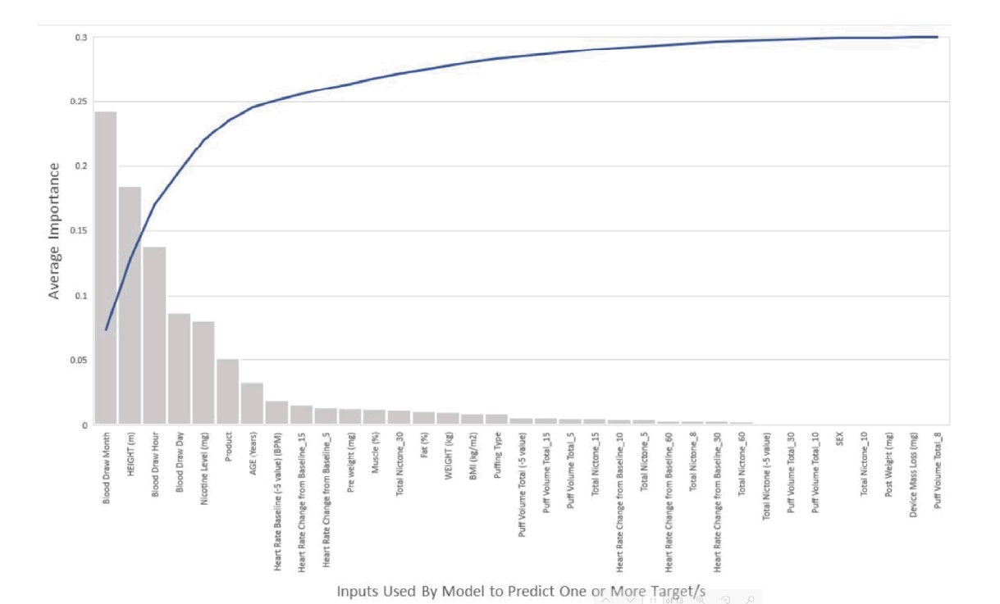 0.3
0.25
0.2
0.15
0.1
0.05
0
Average Importance
Blood Draw Month
HEIGHT (m)
Blood Draw Hour
Blood Draw Day
Nicotine Level (mg)
Product
AGE (Years)
Heart Rate Baseline (-5 value) (BPM)
Heart Rate Change from Baseline_15
Heart Rate Change from Baseline_5
Pre weight (mg)
Muscle (%)
Total Nictone_30
Fat (%)
WEIGHT (kg)
BMI (kg/m2)
Puffing Type
Puff Volume Total (-5 value)
Puff Volume Total_15
Puff Volume Total_5
Total Nictone_15
Heart Rate Change from Baseline_10
Total Nictone_5
Heart Rate Change from Baseline_60
Total Nictone_8
Heart Rate Change from Baseline_30
Total Nictone_60
Total Nictone (-5 value)
Puff Volume Total_30
Puff Volume Total_10
SEX
Total Nictone_10
Post Weight (mg)
Device Mass Loss (mg)
Puff Volume Total_8
Inputs Used By Model to Predict One or More Target/s
11 of 13